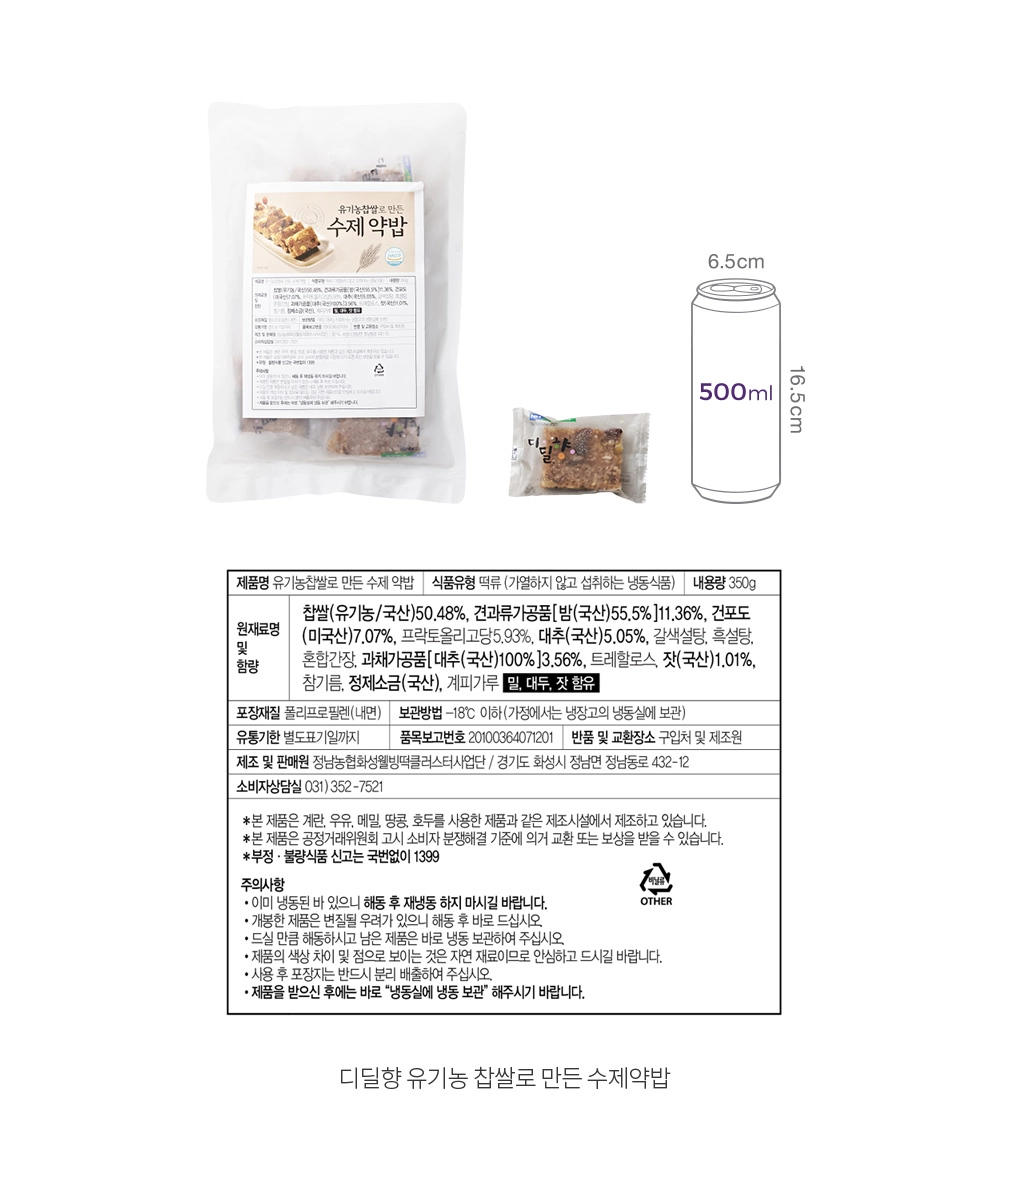 유기농찹쌀로 만든
수제 약밥
6.5cm
500ml
16.5cm
디딜향
제품명 유기농찹쌀로 만든 수제 약밥 식품유형 떡류 (가열하지 않고 섭취하는 냉동식품) 내용량 350g
원재료명 및 함량
찹쌀(유기농/국산)50.48%, 견과류가공품[밤(국산)55.5%]11.36%, 건포도
(미국산)7.07%, 프락토올리고당5.93%, 대추(국산)5.05%, 갈색설탕, 흑설탕,
혼합간장, 과채가공품[대추(국산)100%]3.56%, 트레할로스, 잣(국산)1.01%,
참기름, 정제소금(국산), 계피가루 밀, 대두, 잣 함유
포장재질 폴리프로필렌(내면) 보관방법 -18℃ 이하(가정에서는 냉장고의 냉동실에 보관)
유통기한 별도표기일까지 품목보고번호 20100364071201 반품 및 교환장소 구입처 및 제조원
제조 및 판매원 정남농협화성웰빙떡클러스터사업단 / 경기도 화성시 정남면 정남동로 432-12
소비자상담실 031) 352-7521
*본 제품은 계란, 우유, 메밀, 땅콩, 호두를 사용한 제품과 같은 제조시설에서 제조하고 있습니다.
*본 제품은 공정거래위원회 고시 소비자 분쟁해결 기준에 의거 교환 또는 보상을 받을 수 있습니다.
*부정 · 불량식품 신고는 국번없이 1399
주의사항
• 이미 냉동된 바 있으니 해동 후 재냉동 하지 마시길 바랍니다.
• 개봉한 제품은 변질될 우려가 있으니 해동 후 바로 드십시오.
• 드실 만큼 해동하시고 남은 제품은 바로 냉동 보관하여 주십시오.
• 제품의 색상 차이 및 점으로 보이는 것은 자연 재료이므로 안심하고 드시길 바랍니다.
• 사용 후 포장지는 반드시 분리 배출하여 주십시오.
• 제품을 받으신 후에는 바로 “냉동실에 냉동 보관” 해주시기 바랍니다.
비닐류
OTHER
디딜향 유기농 찹쌀로 만든 수제약밥